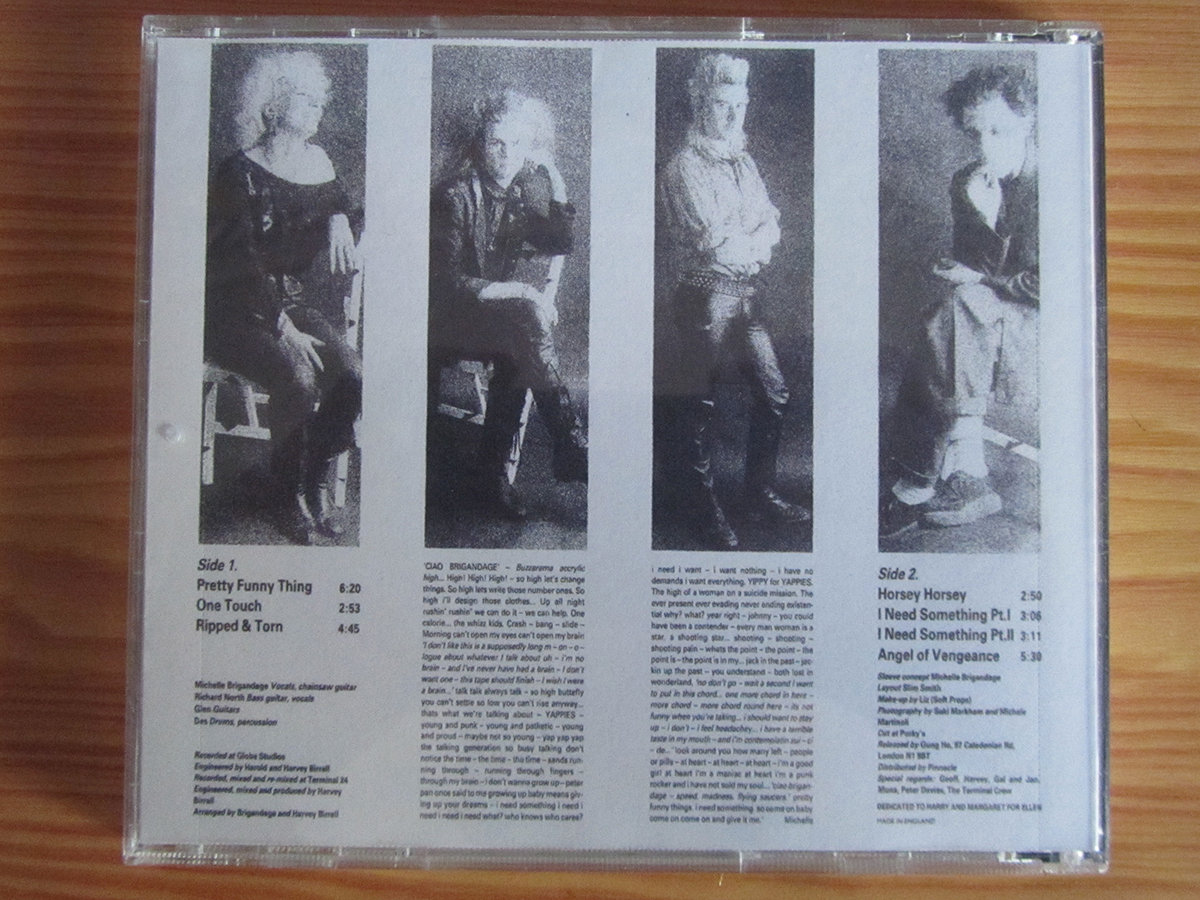 Side 1.
Pretty Funny Thing 6:20
One Touch 2:53
Ripped & Torn 4:45
Michelle Brigandage Vocals, chainsaw guitar
Richard North Bass guitar, vocals
Glen Guitars
Des Drums, percussion
Recorded at Globe Studios
Engineered by Harold and Harvey Birrell
Recorded, mixed and re-mixed at Terminal 24
Engineered, mixed and produced by Harvey
Birrell
Arranged by Brigandage and Harvey Birrell
'CIAO BRIGANDAGE' – Buzzarama accrylic
high... High! High! High! – so high let's change
things. So high lets write those number ones. So
high i'll design those clothes... Up all night
rushin' rushin' we can do it – we can help. One
calorie... the whizz kids. Crash – bang – slide –
Morning can't open my eyes can't open my brain
'I don't like this is a supposedly long m – on – o –
logue about whatever I talk about uh – i'm no
brain – and I've never have had a brain – I don't
want one – this tape should finish – I wish I were
a brain..' talk talk always talk – so high buttefly
you can't settle so low you can't rise anyway...
thats what we're talking about – YAPPIES –
young and punk – young and pathetic – young
and proud – maybe not so young – yap yap yap
the talking generation so busy talking don't
notice the time – the time – the time – sands run-
ning through – running through fingers –
through my brain – i don't wanna grow up – peter
pan once said to me growing up baby means giv-
ing up your dreams – i need something i need i
need i need i need what? who knows who cares?
i need i want – i want nothing – i have no
demands i want everything. YIPPY for YAPPIES.
The high of a woman on a suicide mission. The
ever present ever evading never ending existen-
tial why? what? year right – johnny – you could
have been a contender – every man woman is a
star, a shooting star... shooting – shooting –
shooting pain – whats the point – the point – the
point is – the point is in my... jack in the past – jac-
kin up the past – you understand – both lost in
wonderland, 'no don't go – wait a second i want
to put in this chord... one more chord in here –
more chord – more chord round here – its not
funny when you're taking... i should want to stay
up – i don't – i feel headachey... i have a terrible
taste in my mouth – and i'm contemplatin sui – ci
– de...' look around you how many left – people
or pills – at heart – at heart – at heart – i'm a good
girl at heart i'm a maniac at heart i'm a punk
rocker and i have not sold my soul... 'ciao brigan-
dage – speed, madness, flying saucers' pretty
funny things. i need something so come on baby
come on come on and give it me.' Michelle
Side 2.
Horsey Horsey 2:50
I Need Something Pt.I 3:06
I Need Something Pt.II 3:11
Angel of Vengeance 5:30
Sleeve concept Michelle Brigandage
Layout Slim Smith
Make-up by Liz (Soft Props)
Photography by Saki Markham and Michele
Martinoli
Cut at Porky's
Released by Gung Ho, 97 Caledonian Rd,
London N1 9BT
Distributed by Pinnacle
Special regards: Geoff, Harvey, Gal and Jan,
Muna, Peter Davies, The Terminal Crew
DEDICATED TO HARRY AND MARGARET FOR ELLEN
MADE IN ENGLAND